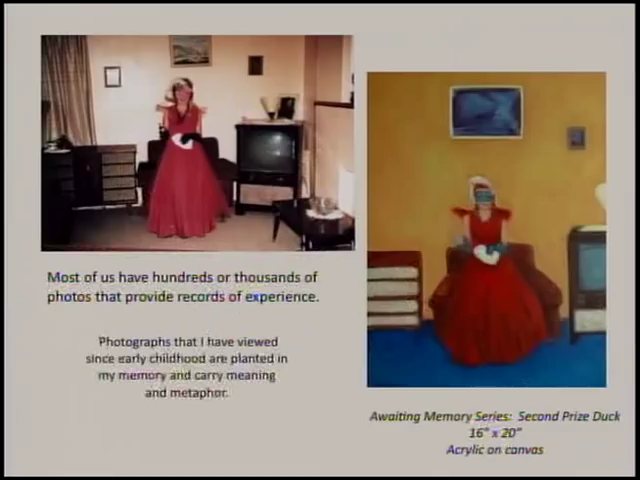 Most of us have hundreds or thousands of
photos that provide records of experience.
Photographs that I have viewed
since early childhood are planted in
my memory and carry meaning
and metaphor.
Awaiting Memory Series:  Second Prize Duck
16" x 20"
Acrylic on canvas